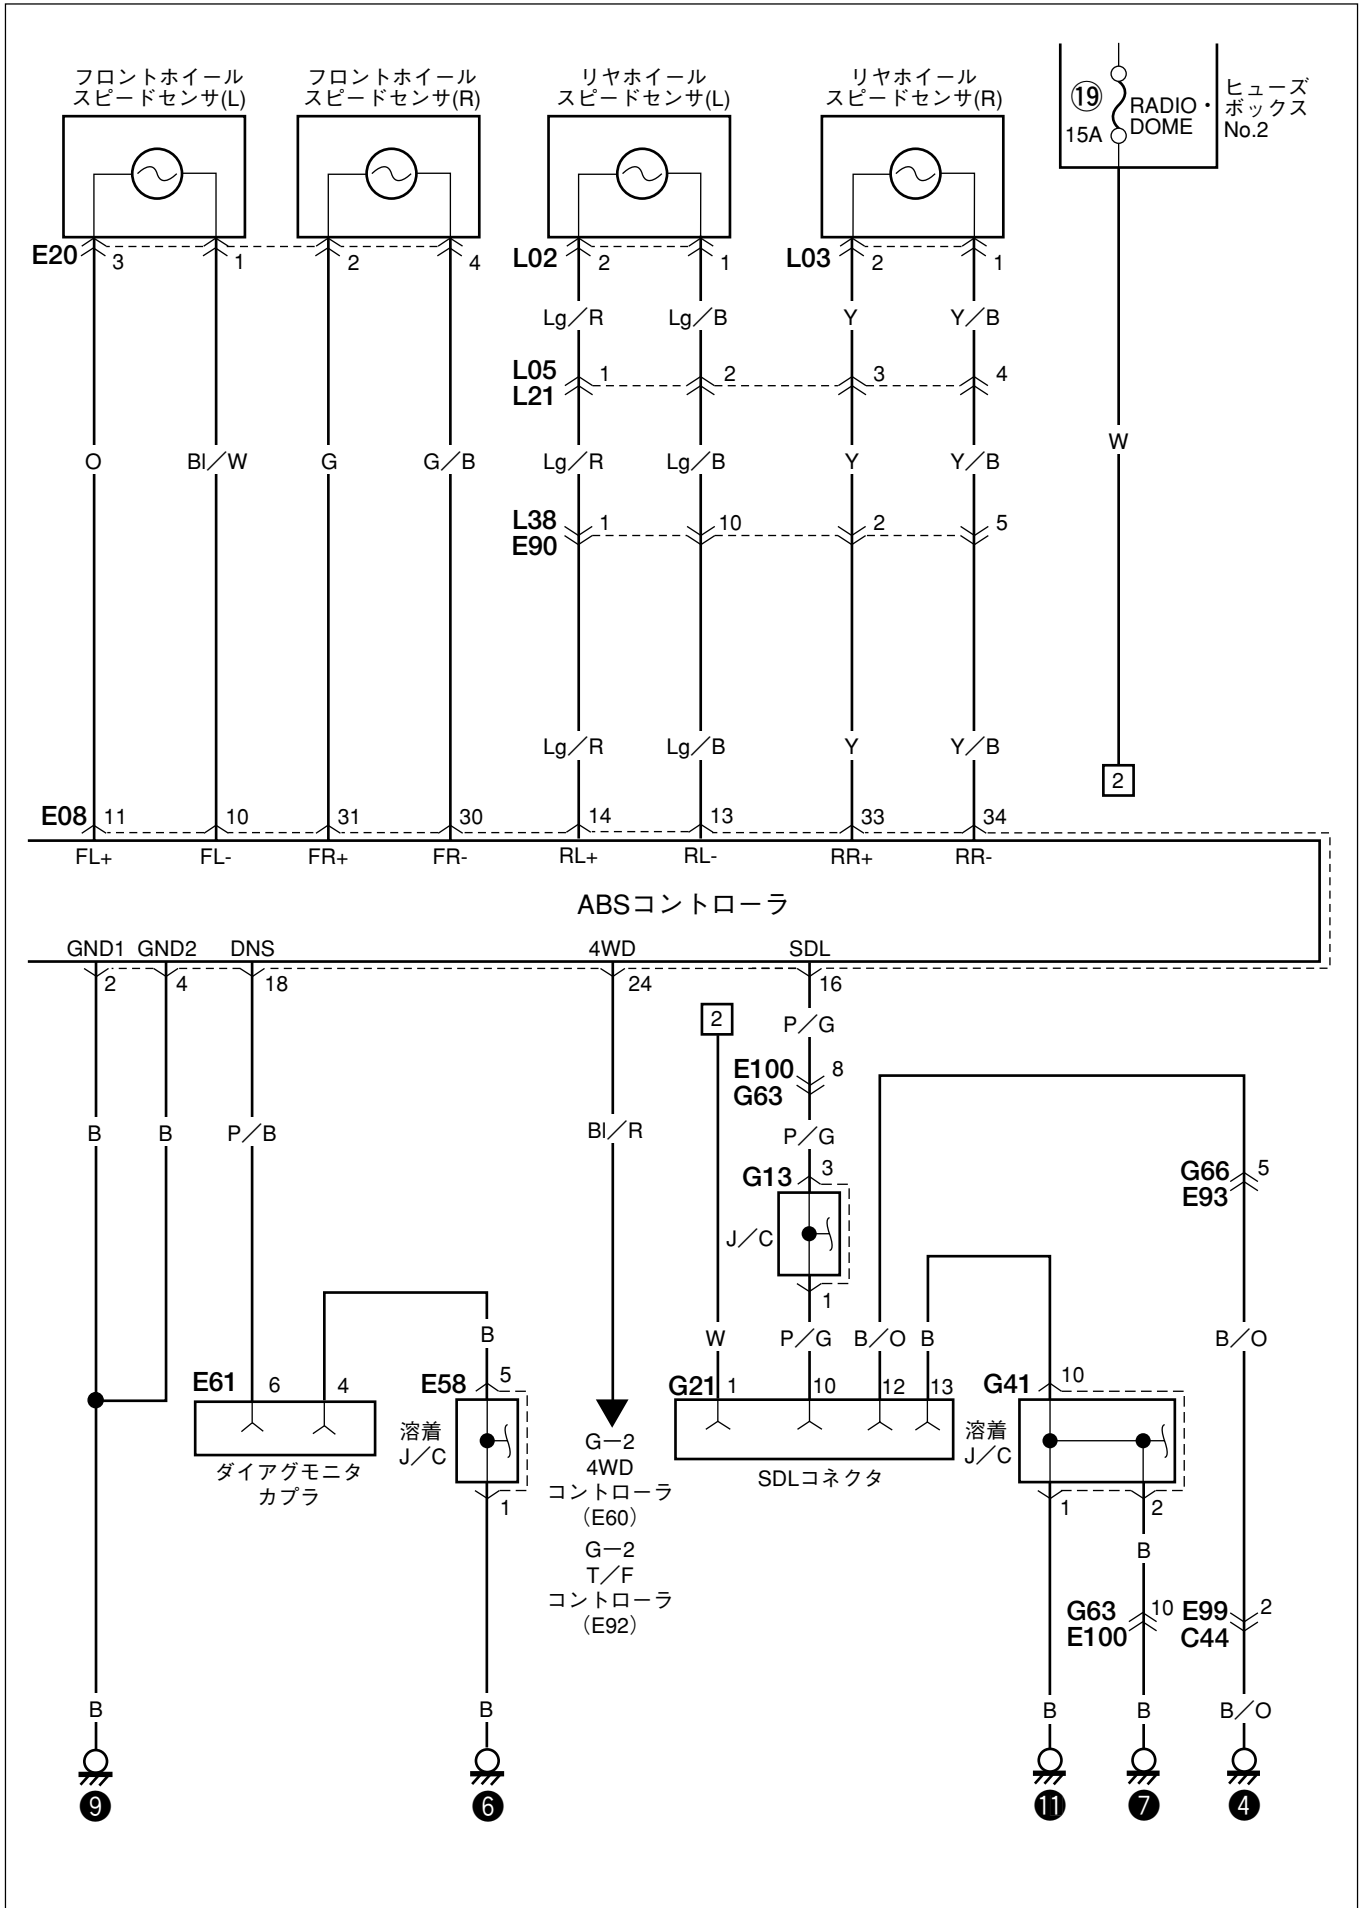 フロントホイール
スピードセンサ(L)
フロントホイール
スピードセンサ(R)
リヤホイール
スピードセンサ(L)
リヤホイール
スピードセンサ(R)
19
15A
RADIO・
DOME
ヒューズ
ボックス
No.2
E20 3 1 2 4
L02 2 1
L03 2 1
Lg/R Lg/B Y Y/B
L05
L21
1 2 3 4
W
O Bl/W G G/B Lg/R Lg/B Y Y/B
L38
E90
1 10 2 5
Lg/R Lg/B Y Y/B
2
E08 11 10 31 30 14 13 33 34
FL+ FL- FR+ FR- RL+ RL- RR+ RR-
ABSコントローラ
GND1 GND2 DNS 4WD SDL
2 4 18 24 16
2
P/G
E100
G63
8
B B P/B Bl/R P/G
G13 3
J/C
1
G66
E93
5
B
W P/G B/O B B/O
E61 6 4
ダイアグモニタ
カプラ
E58 5
溶着
J/C
1
G21 1 10 12 13
SDLコネクタ
G41 10
溶着
J/C
1 2
G−2
4WD
コントローラ
(E60)
G−2
T/F
コントローラ
(E92)
B
G63
E100
10
E99
C44
2
B B B B B/O
9 6 11 7 4